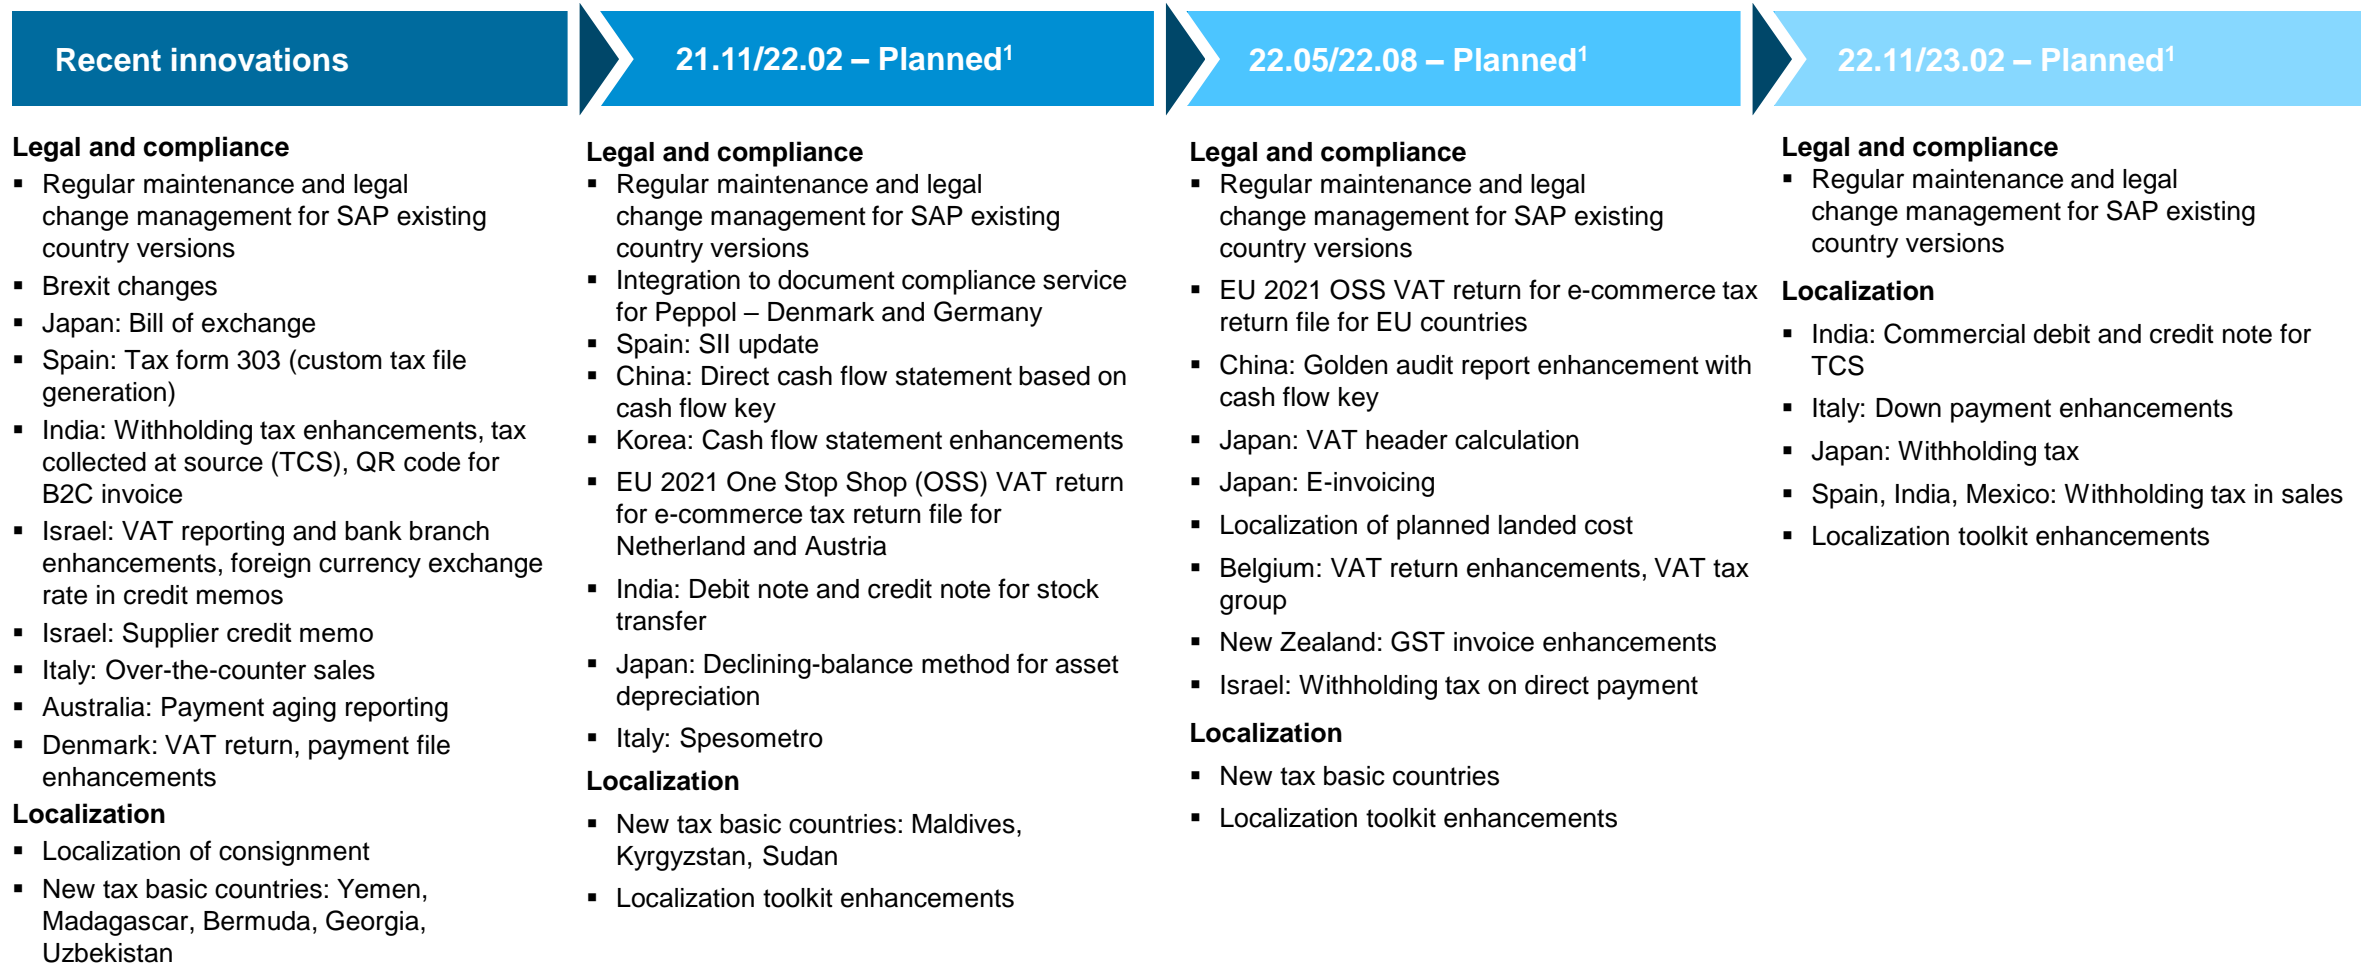 Recent innovations
Legal and compliance
▪ Regular maintenance and legal
change management for SAP existing
country versions
▪ Brexit changes
▪ Japan: Bill of exchange
▪ Spain: Tax form 303 (custom tax file
generation)
▪ India: Withholding tax enhancements, tax
collected at source (TCS), QR code for
B2C invoice
▪ Israel: VAT reporting and bank branch
enhancements, foreign currency exchange
rate in credit memos
▪ Israel: Supplier credit memo
▪ Italy: Over-the-counter sales
▪ Australia: Payment aging reporting
▪ Denmark: VAT return, payment file
enhancements
Localization
▪ Localization of consignment
▪ New tax basic countries: Yemen,
Madagascar, Bermuda, Georgia,
Uzbekistan
21.11/22.02 – Planned¹
Legal and compliance
▪ Regular maintenance and legal
change management for SAP existing
country versions
▪ Integration to document compliance service
for Peppol – Denmark and Germany
▪ Spain: SII update
▪ China: Direct cash flow statement based on
cash flow key
▪ Korea: Cash flow statement enhancements
▪ EU 2021 One Stop Shop (OSS) VAT return
for e-commerce tax return file for
Netherland and Austria
▪ India: Debit note and credit note for stock
transfer
▪ Japan: Declining-balance method for asset
depreciation
▪ Italy: Spesometro
Localization
▪ New tax basic countries: Maldives,
Kyrgyzstan, Sudan
▪ Localization toolkit enhancements
22.05/22.08 – Planned¹
Legal and compliance
▪ Regular maintenance and legal
change management for SAP existing
country versions
▪ EU 2021 OSS VAT return for e-commerce tax
return file for EU countries
▪ China: Golden audit report enhancement with
cash flow key
▪ Japan: VAT header calculation
▪ Japan: E-invoicing
▪ Localization of planned landed cost
▪ Belgium: VAT return enhancements, VAT tax
group
▪ New Zealand: GST invoice enhancements
▪ Israel: Withholding tax on direct payment
Localization
▪ New tax basic countries
▪ Localization toolkit enhancements
22.11/23.02 – Planned¹
Legal and compliance
▪ Regular maintenance and legal
change management for SAP existing
country versions
Localization
▪ India: Commercial debit and credit note for
TCS
▪ Italy: Down payment enhancements
▪ Japan: Withholding tax
▪ Spain, India, Mexico: Withholding tax in sales
▪ Localization toolkit enhancements